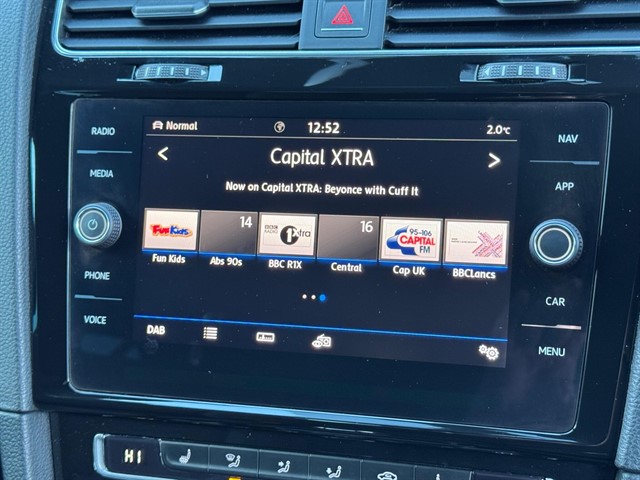 RADIO
MEDIA
PHONE
VOICE
Normal
12:52
2.0°C
< Capital XTRA >
Now on Capital XTRA: Beyonce with Cuff It
Fun Kids
14
BBC
RADIO
1Xtra
16
95-106
CAPITAL
FM
Fun Kids
Abs 90s
BBC R1X
Central
Cap UK
BBCLancs
DAB
NAV
APP
CAR
MENU
HI